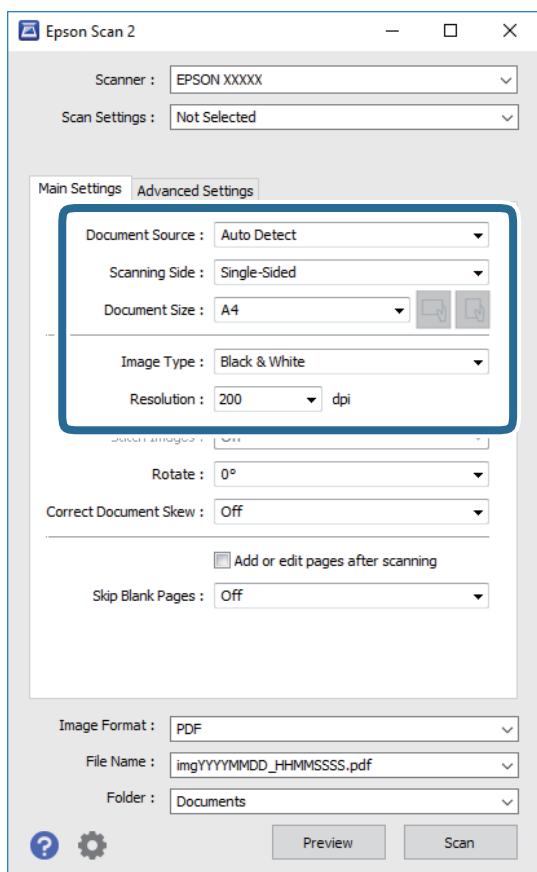 Epson Scan 2
Scanner : EPSON XXXXX
Scan Settings : Not Selected
Main Settings Advanced Settings
Document Source : Auto Detect
Scanning Side : Single-Sided
Document Size : A4
Image Type : Black & White
Resolution : 200 dpi
Stitch Images : Off
Rotate : 0°
Correct Document Skew : Off
Add or edit pages after scanning
Skip Blank Pages : Off
Image Format : PDF
File Name : imgYYYYMMDD_HHMMSSSS.pdf
Folder : Documents
? Preview Scan